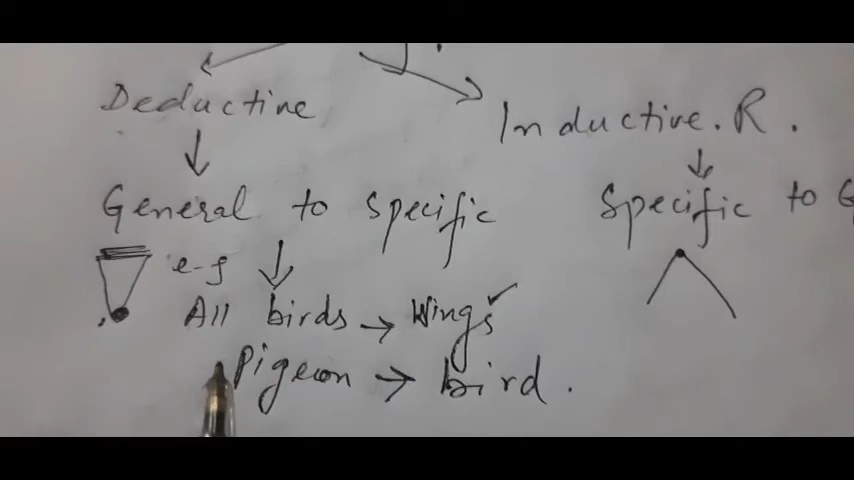 Deductive
Inductive. R.
General to specific
Specific to G
e-g
All birds → Wings
Pigeon → bird.